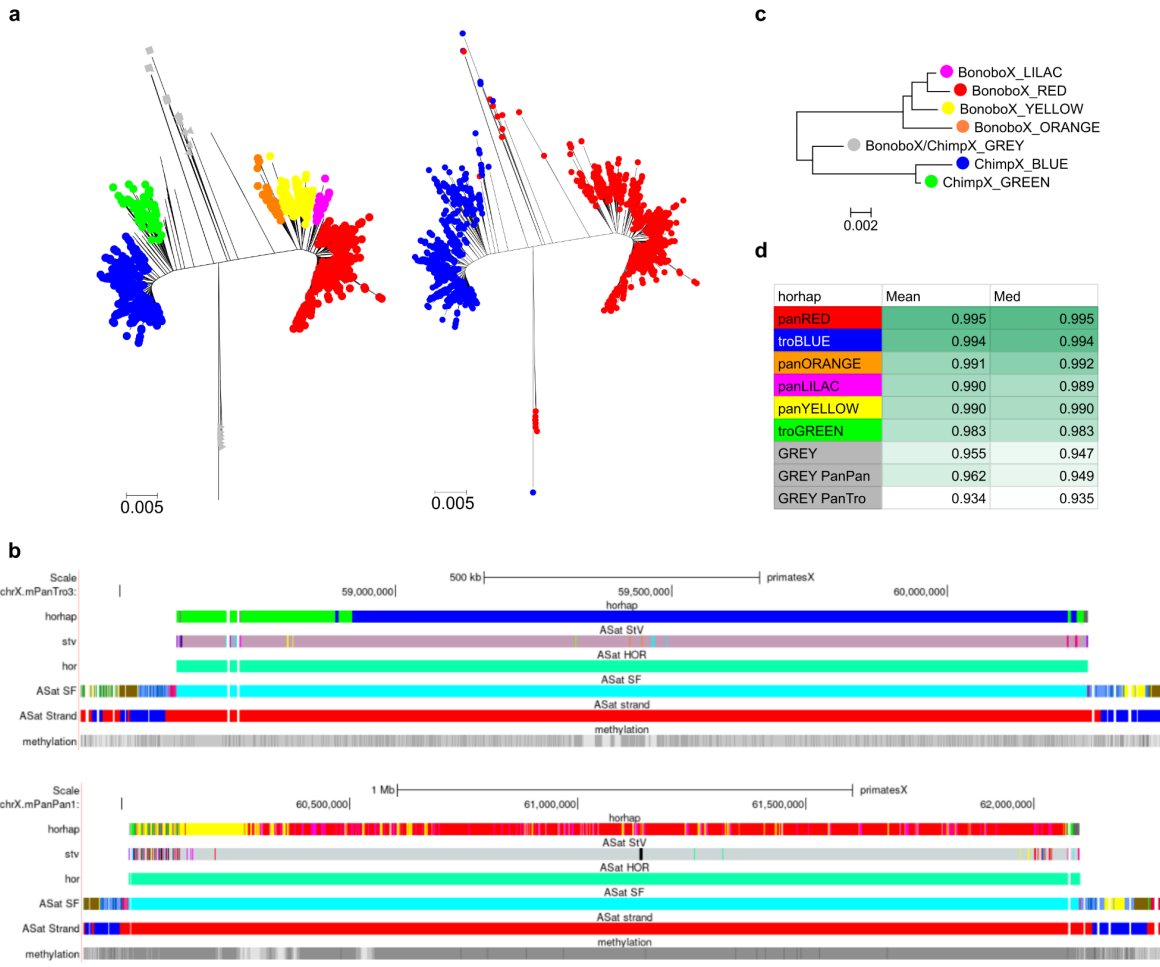 a
0.005
0.005
c
BonoboX_LILAC
BonoboX_RED
BonoboX_YELLOW
BonoboX_ORANGE
BonoboX/ChimpX_GREY
ChimpX_BLUE
ChimpX_GREEN
0.002
d
horhap Mean Med
panRED 0.995 0.995
troBLUE 0.994 0.994
panORANGE 0.991 0.992
panLILAC 0.990 0.989
panYELLOW 0.990 0.990
troGREEN 0.983 0.983
GREY 0.955 0.947
GREY PanPan 0.962 0.949
GREY PanTro 0.934 0.935
b
Scale 500 kb primatesX
chrX.mPanTro3: 59,000,000 59,500,000 60,000,000
horhap
horhap
ASat StV
stv
ASat HOR
hor
ASat SF
ASat SF
ASat strand
ASat Strand
methylation
methylation
Scale 1 Mb primatesX
chrX.mPanPan1: 60,500,000 61,000,000 61,500,000 62,000,000
horhap
horhap
ASat StV
stv
ASat HOR
hor
ASat SF
ASat SF
ASat strand
ASat Strand
methylation
methylation